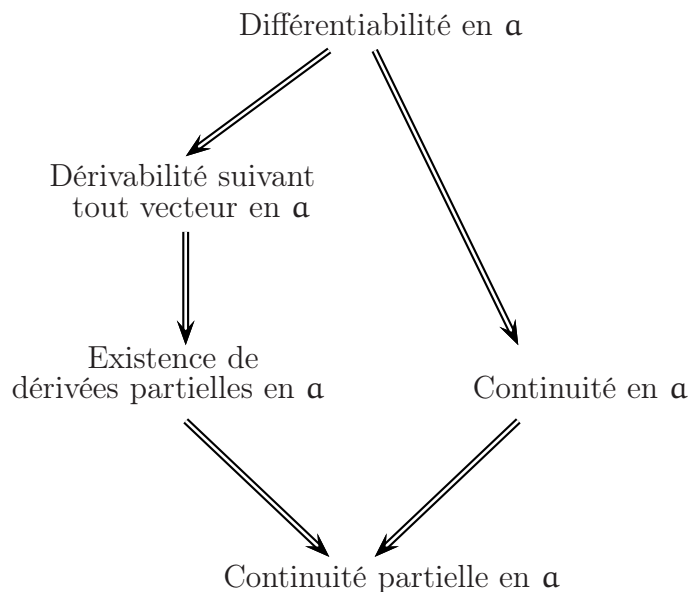 Différentiabilité en 𝔞
Dérivabilité suivant
tout vecteur en 𝔞
Existence de
dérivées partielles en 𝔞
Continuité en 𝔞
Continuité partielle en 𝔞